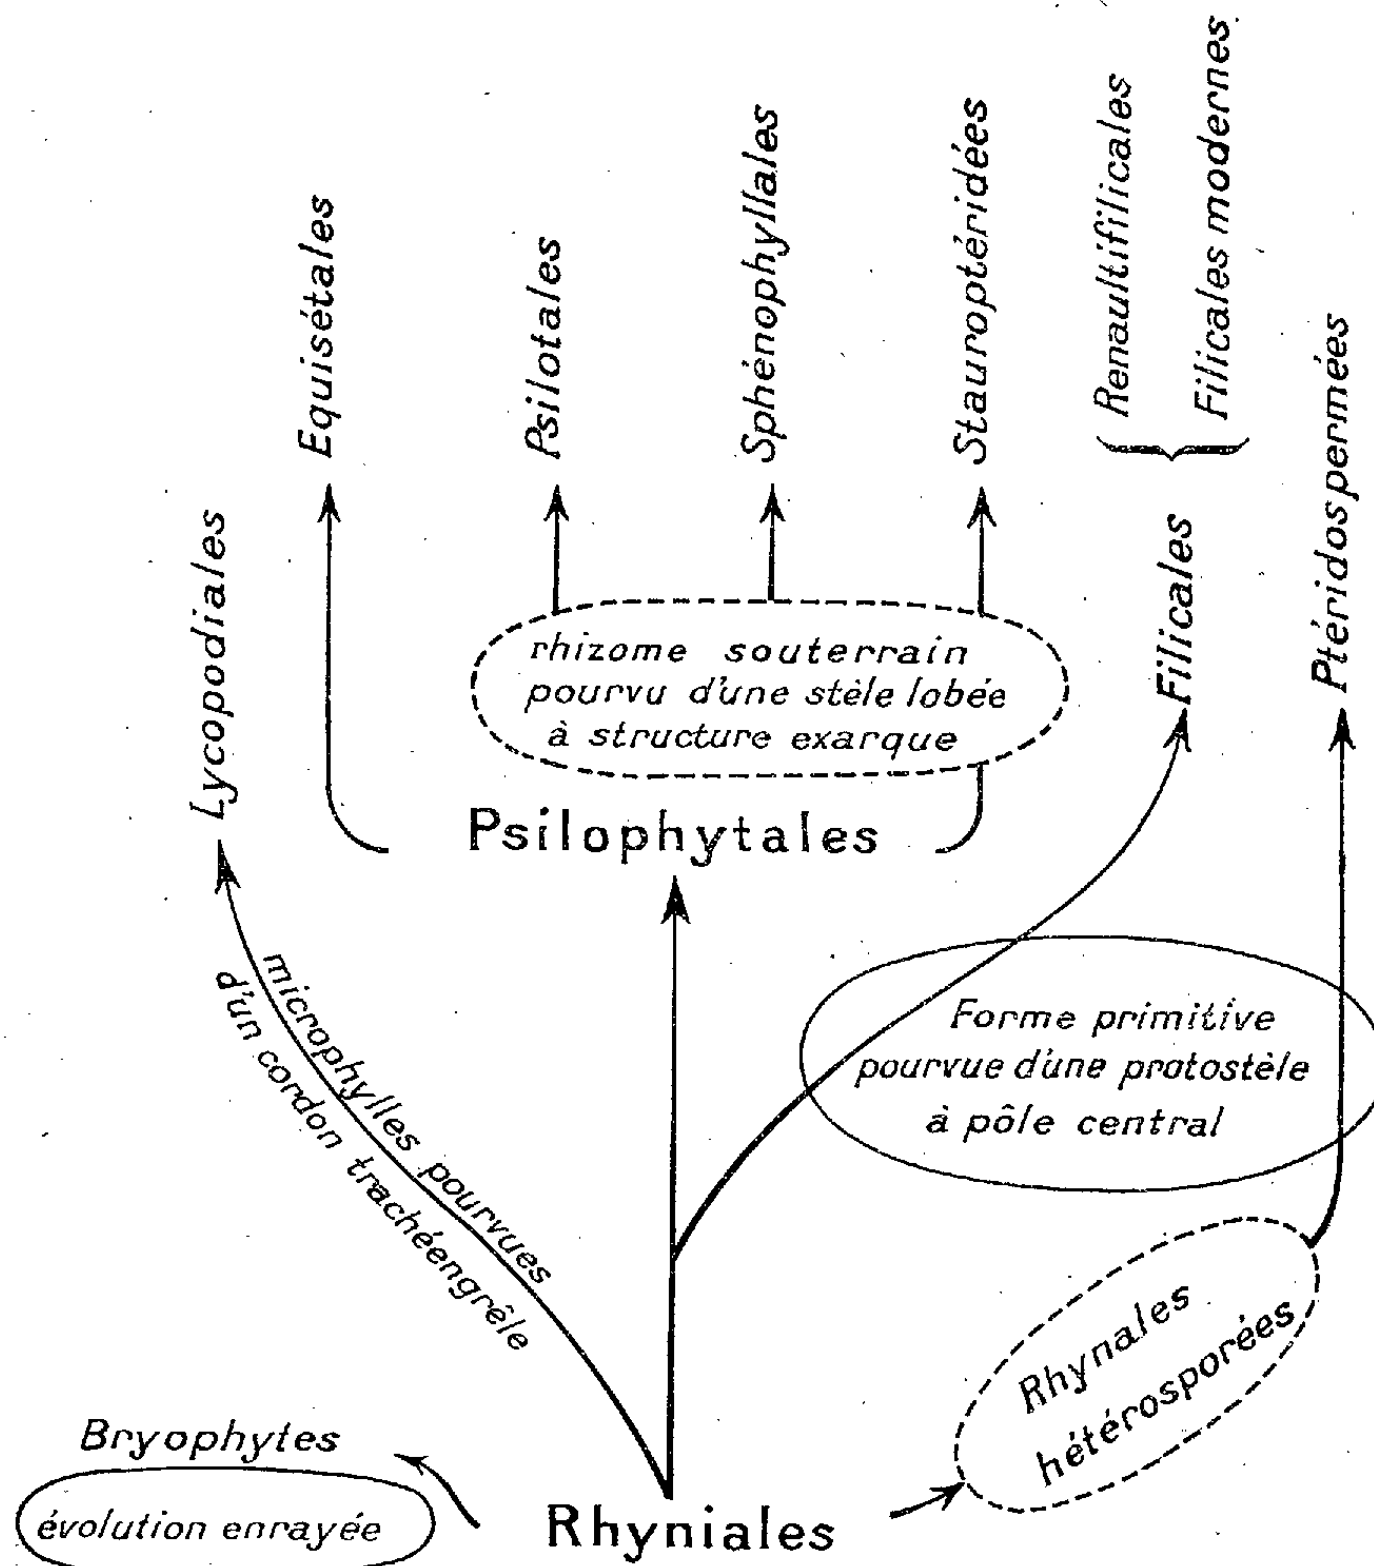 Equisétales
Psilotales
Sphénophyllales
Stauroptéridées
Renaultifilicales
Filicales modernes
Lycopodiales
Filicales
Ptéridospermées
rhizome souterrain
pourvu d'une stèle lobée
à structure exarque
Psilophytales
microphylles pourvues
d'un cordon trachéengrêle
Forme primitive
pourvue d'une protostèle
à pôle central
Rhynales
hétérosporées
Bryophytes
évolution enrayée
Rhyniales